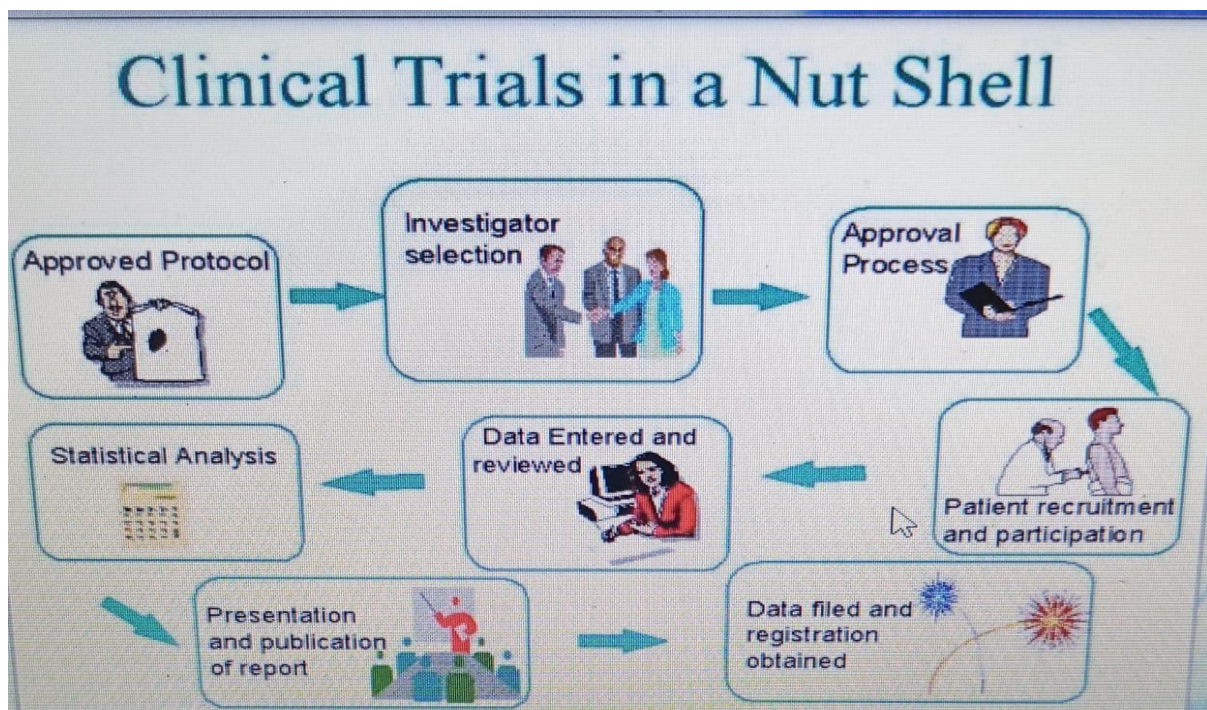 Clinical Trials in a Nut Shell
Approved Protocol
Investigator
selection
Approval
Process
Patient recruitment
and participation
Data Entered and
reviewed
Statistical Analysis
Presentation
and publication
of report
Data filed and
registration
obtained